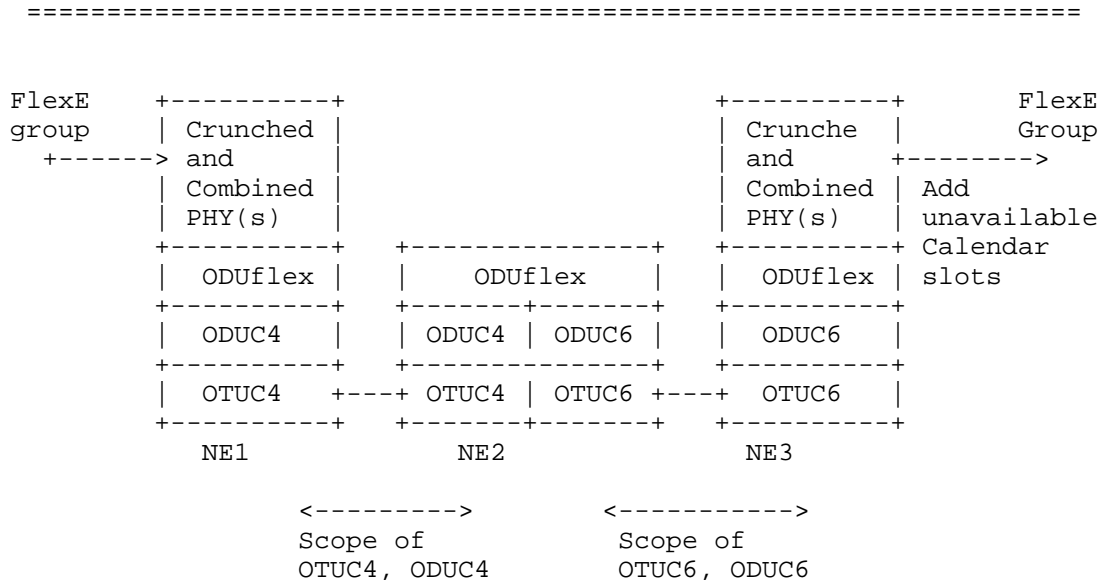 =================================================================
FlexE +----------+ +----------+ FlexE
group | Crunched | | Crunche | Group
+------> and | | and +-------->
| Combined | | Combined | Add
| PHY(s) | | PHY(s) | unavailable
+----------+ +---------------+ +----------+ Calendar
| ODUflex | | ODUflex | | ODUflex | slots
+----------+ +-------+-------+ +----------+
| ODUC4 | | ODUC4 | ODUC6 | | ODUC6 |
+----------+ +---------------+ +----------+
| OTUC4 +---+ OTUC4 | OTUC6 +---+ OTUC6 |
+----------+ +-------+-------+ +----------+
NE1 NE2 NE3
<---------> <----------->
Scope of Scope of
OTUC4, ODUC4 OTUC6, ODUC6